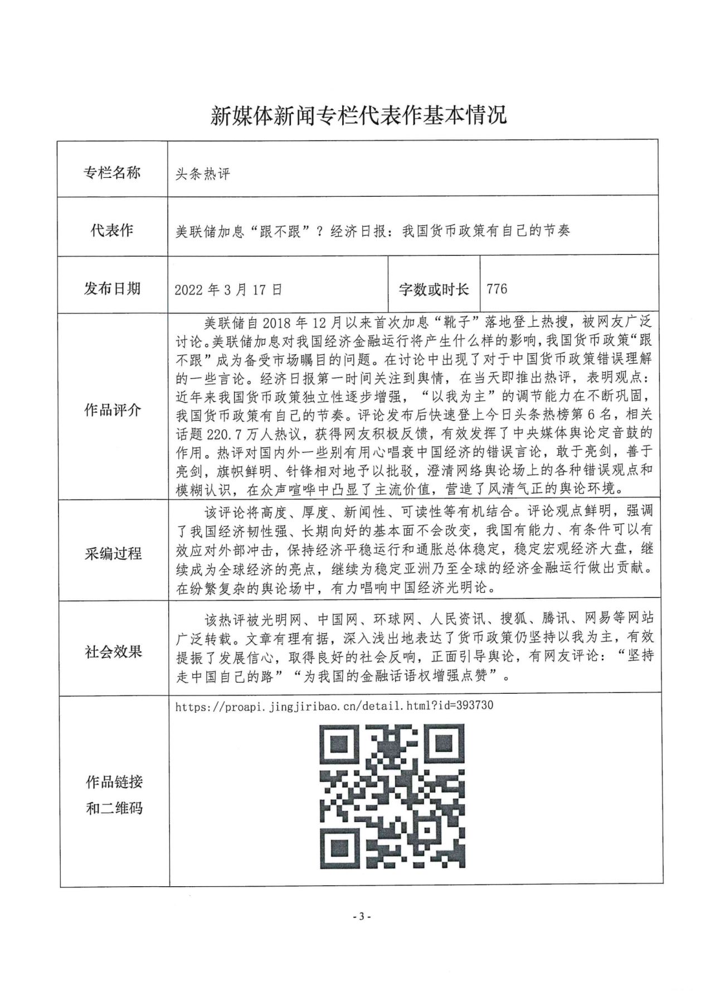 新媒体新闻专栏代表作基本情况
专栏名称
头条热评
代表作
美联储加息“跟不跟”？经济日报：我国货币政策有自己的节奏
发布日期
2022 年 3 月 17 日
字数或时长
776
作品评介
美联储自 2018 年 12 月以来首次加息“靴子”落地登上热搜，被网友广泛
讨论。美联储加息对我国经济金融运行将产生什么样的影响，我国货币政策“跟
不跟”成为备受市场瞩目的问题。在讨论中出现了对于中国货币政策错误理解
的一些言论。经济日报第一时间关注到舆情，在当天即推出热评，表明观点：
近年来我国货币政策独立性逐步增强，“以我为主”的调节能力在不断巩固，
我国货币政策有自己的节奏。评论发布后快速登上今日头条热榜第 6 名，相关
话题 220.7 万人热议，获得网友积极反馈，有效发挥了中央媒体舆论定音鼓的
作用。热评对国内外一些别有用心唱衰中国经济的错误言论，敢于亮剑，善于
亮剑，旗帜鲜明、针锋相对地予以批驳，澄清网络舆论场上的各种错误观点和
模糊认识，在众声喧哗中凸显了主流价值，营造了风清气正的舆论环境。
采编过程
该评论将高度、厚度、新闻性、可读性等有机结合。评论观点鲜明，强调
了我国经济韧性强、长期向好的基本面不会改变，我国有能力、有条件可以有
效应对外部冲击，保持经济平稳运行和通胀总体稳定，稳定宏观经济大盘，继
续成为全球经济的亮点，继续为稳定亚洲乃至全球的经济金融运行做出贡献。
在纷繁复杂的舆论场中，有力唱响中国经济光明论。
社会效果
该热评被光明网、中国网、环球网、人民资讯、搜狐、腾讯、网易等网站
广泛转载。文章有理有据，深入浅出地表达了货币政策仍坚持以我为主，有效
提振了发展信心，取得良好的社会反响，正面引导舆论，有网友评论：“坚持
走中国自己的路”“为我国的金融话语权增强点赞”。
作品链接
和二维码
https://proapi.jingjiribao.cn/detail.html?id=393730
- 3 -